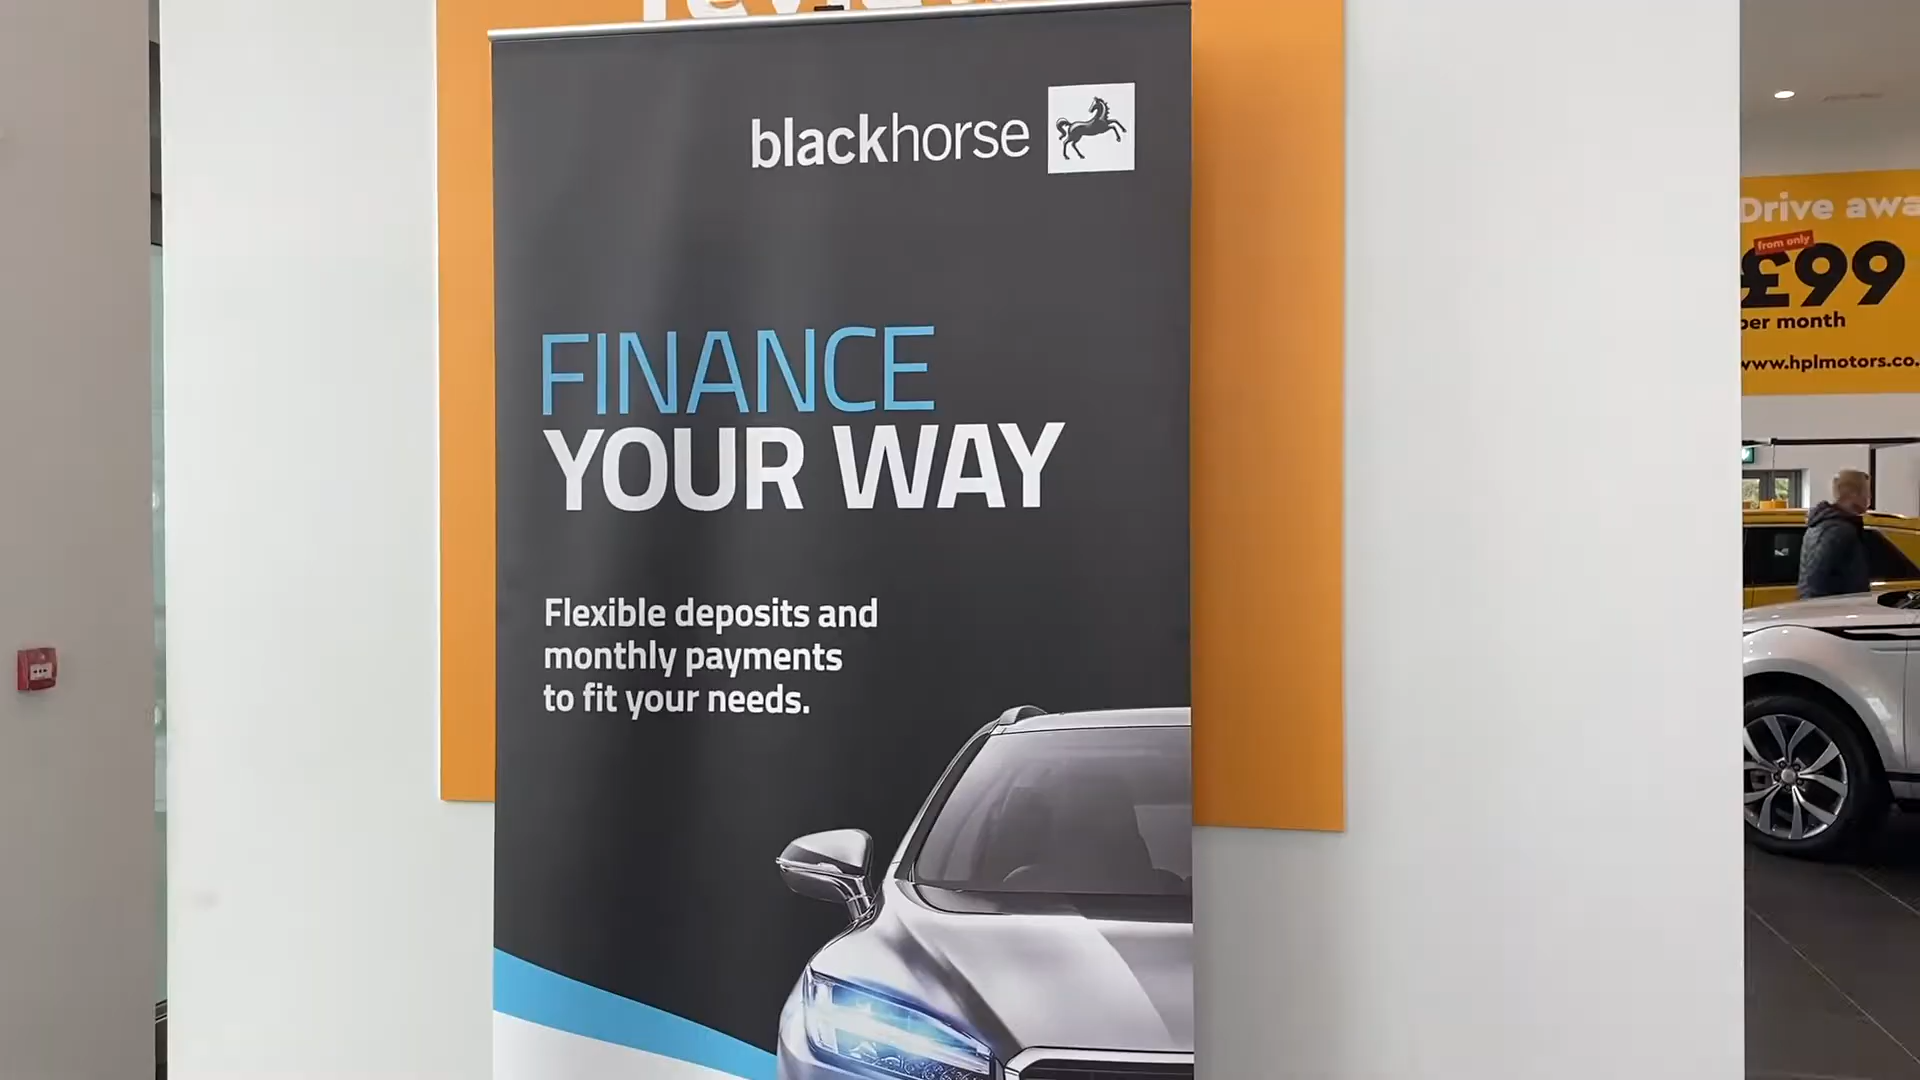 blackhorse
FINANCE
YOUR WAY
Flexible deposits and
monthly payments
to fit your needs.
Drive
from only
£99
per month
www.hplmotors.co.